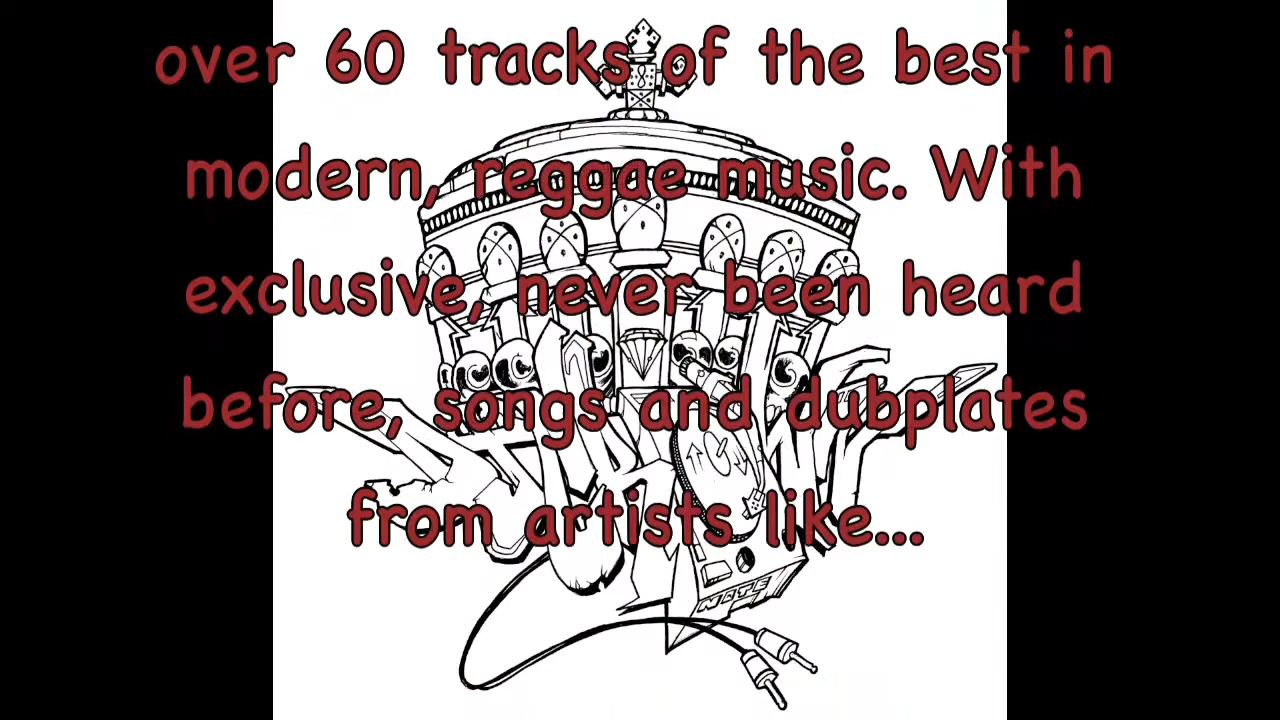 over 60 tracks of the best in
modern, reggae music. With
exclusive, never been heard
before, songs and dubplates
from artists like...
NATE